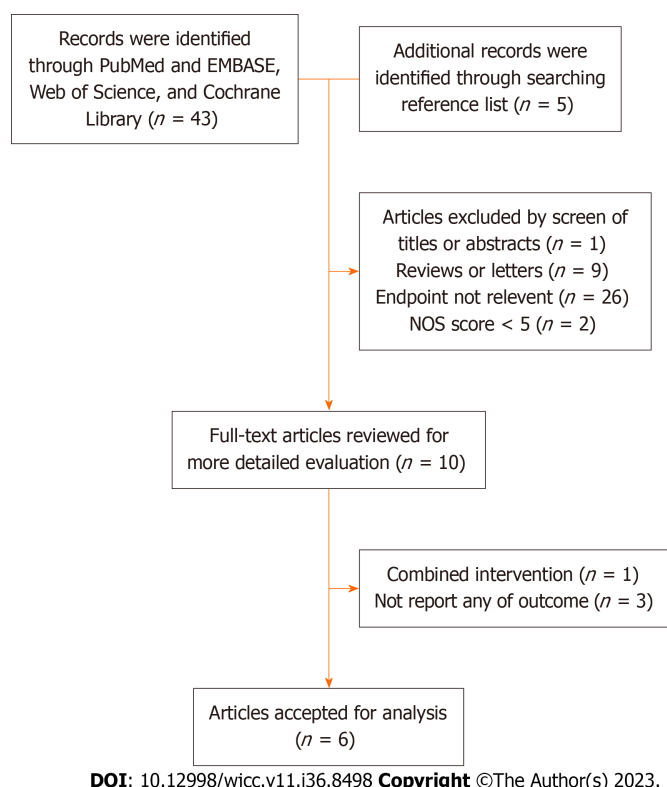 Records were identified
through PubMed and EMBASE,
Web of Science, and Cochrane
Library (n = 43)
Additional records were
identified through searching
reference list (n = 5)
Articles excluded by screen of
titles or abstracts (n = 1)
Reviews or letters (n = 9)
Endpoint not relevent (n = 26)
NOS score < 5 (n = 2)
Full-text articles reviewed for
more detailed evaluation (n = 10)
Combined intervention (n = 1)
Not report any of outcome (n = 3)
Articles accepted for analysis
(n = 6)
DOI: 10.12998/wjcc.v11.i36.8498 Copyright ©The Author(s) 2023.